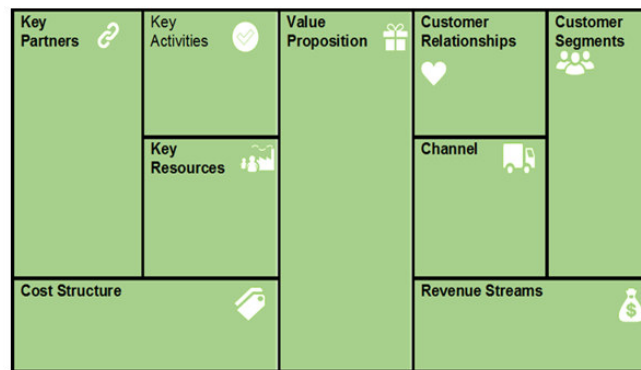 Key
Partners
Key
Activities
Value
Proposition
Customer
Relationships
Customer
Segments
Key
Resources
Channel
Cost Structure
Revenue Streams
$